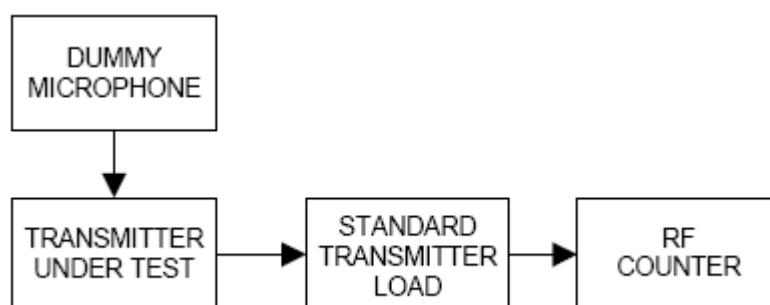 DUMMY
MICROPHONE
TRANSMITTER
UNDER TEST
STANDARD
TRANSMITTER
LOAD
RF
COUNTER